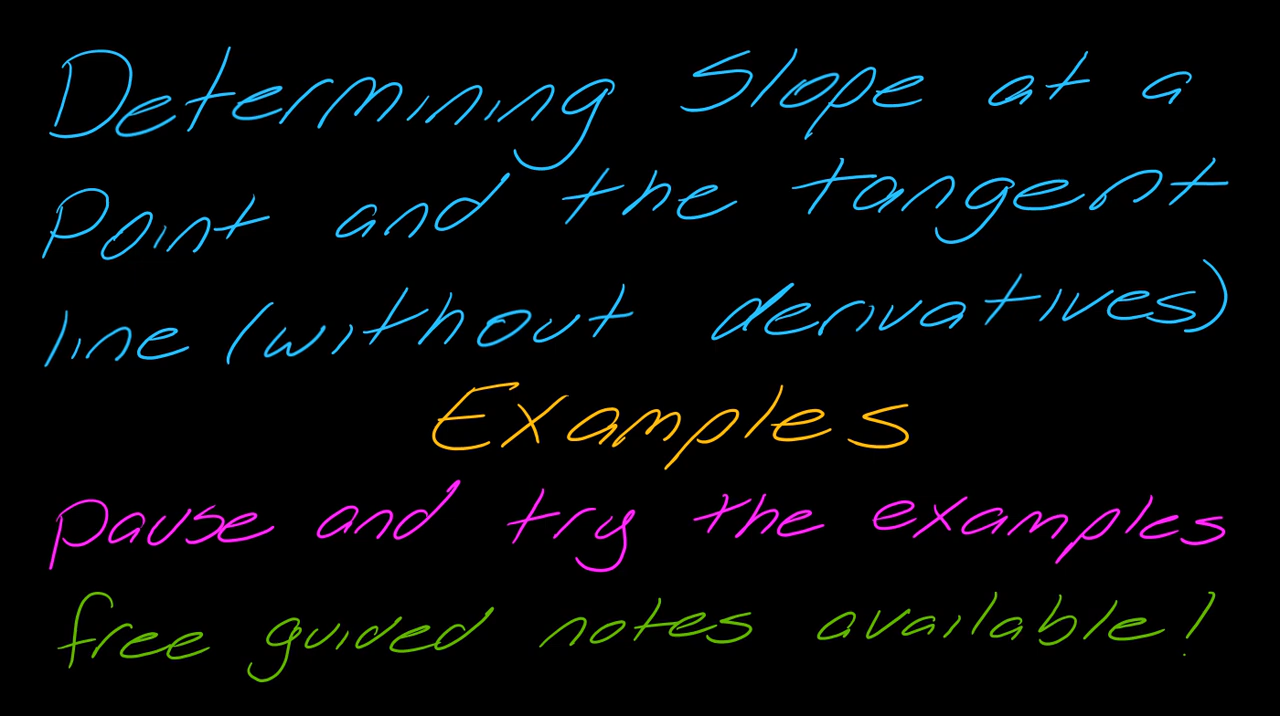 Determining Slope at a
Point and the tangent
line (without derivatives)
Examples
pause and try the examples
free guided notes available!